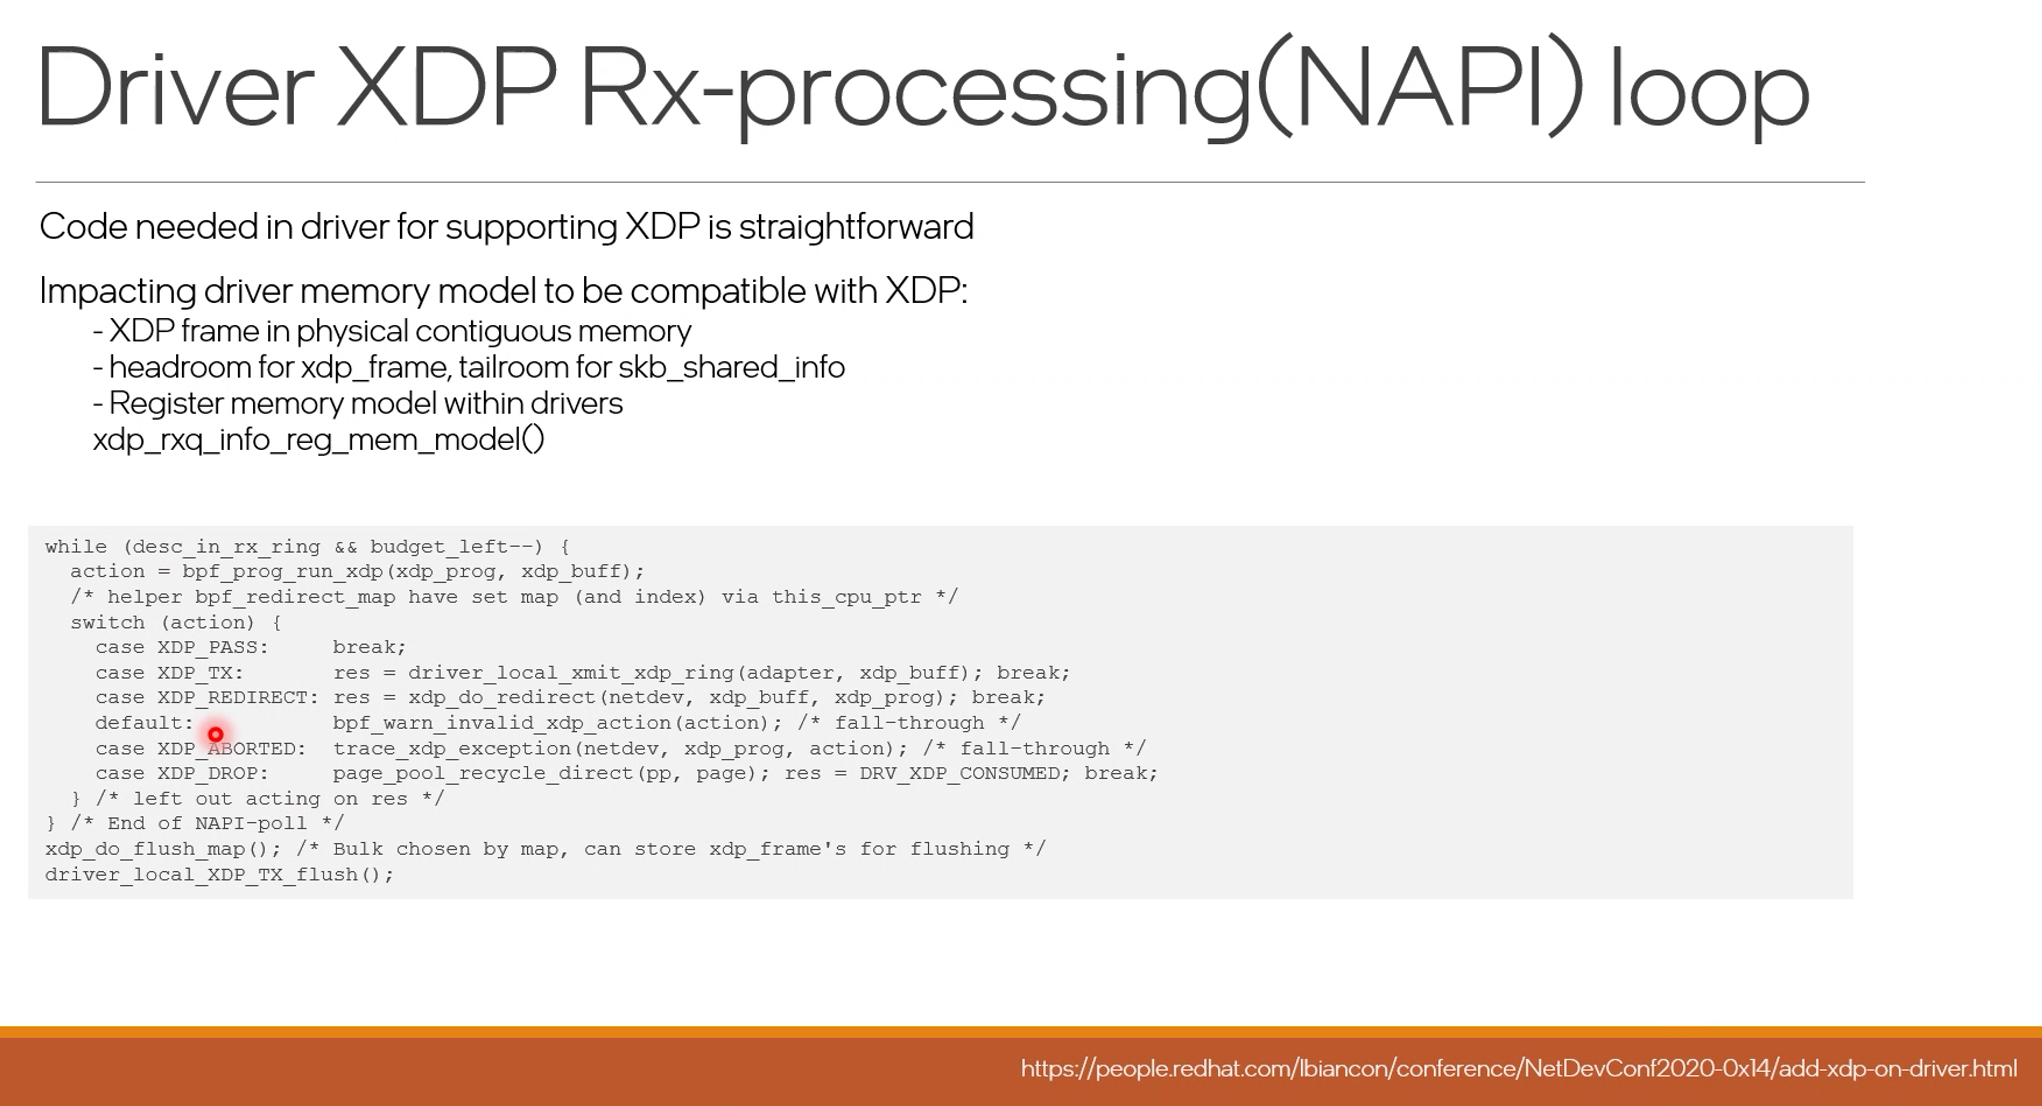 Driver XDP Rx-processing(NAPI) loop
Code needed in driver for supporting XDP is straightforward
Impacting driver memory model to be compatible with XDP:
- XDP frame in physical contiguous memory
- headroom for xdp_frame, tailroom for skb_shared_info
- Register memory model within drivers
xdp_rxq_info_reg_mem_model()
while (desc_in_rx_ring && budget_left--) {
  action = bpf_prog_run_xdp(xdp_prog, xdp_buff);
  /* helper bpf_redirect_map have set map (and index) via this_cpu_ptr */
  switch (action) {
    case XDP_PASS:     break;
    case XDP_TX:       res = driver_local_xmit_xdp_ring(adapter, xdp_buff); break;
    case XDP_REDIRECT: res = xdp_do_redirect(netdev, xdp_buff, xdp_prog); break;
    default:           bpf_warn_invalid_xdp_action(action); /* fall-through */
    case XDP_ABORTED:  trace_xdp_exception(netdev, xdp_prog, action); /* fall-through */
    case XDP_DROP:     page_pool_recycle_direct(pp, page); res = DRV_XDP_CONSUMED; break;
  } /* left out acting on res */
} /* End of NAPI-poll */
xdp_do_flush_map(); /* Bulk chosen by map, can store xdp_frame's for flushing */
driver_local_XDP_TX_flush();
https://people.redhat.com/lbiancon/conference/NetDevConf2020-0x14/add-xdp-on-driver.html